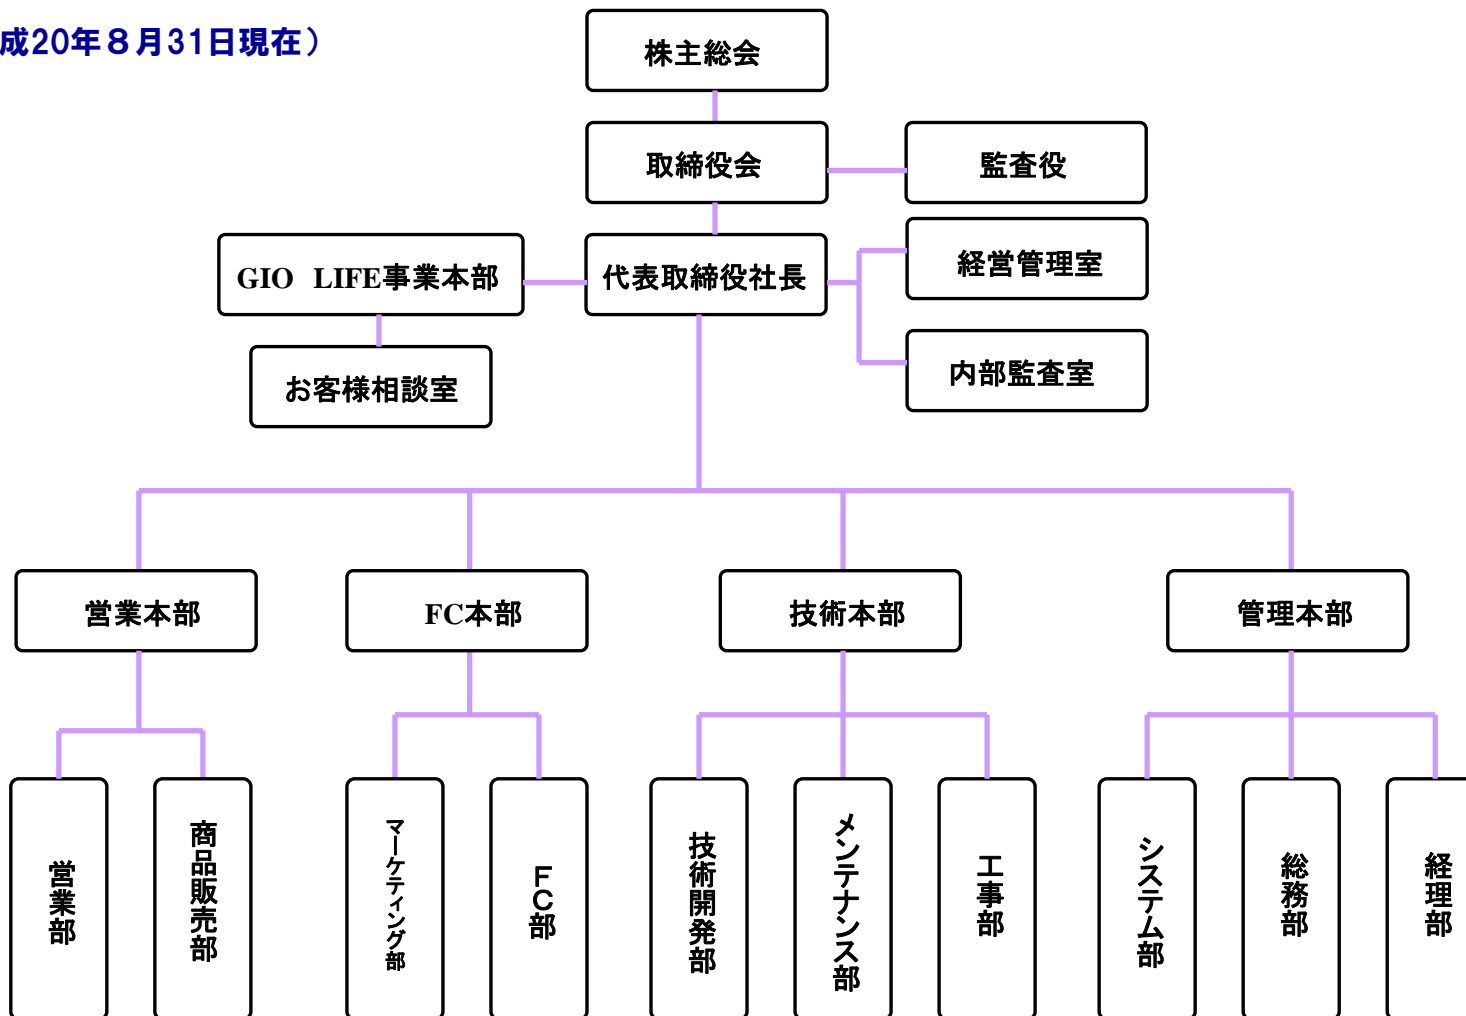 成20年８月31日現在）
株主総会
取締役会
監査役
経営管理室
GIO　LIFE事業本部
代表取締役社長
お客様相談室
内部監査室
営業本部
FC本部
技術本部
管理本部
営業部
商品販売部
マーケティング部
ＦＣ部
技術開発部
メンテナンス部
工事部
システム部
総務部
経理部